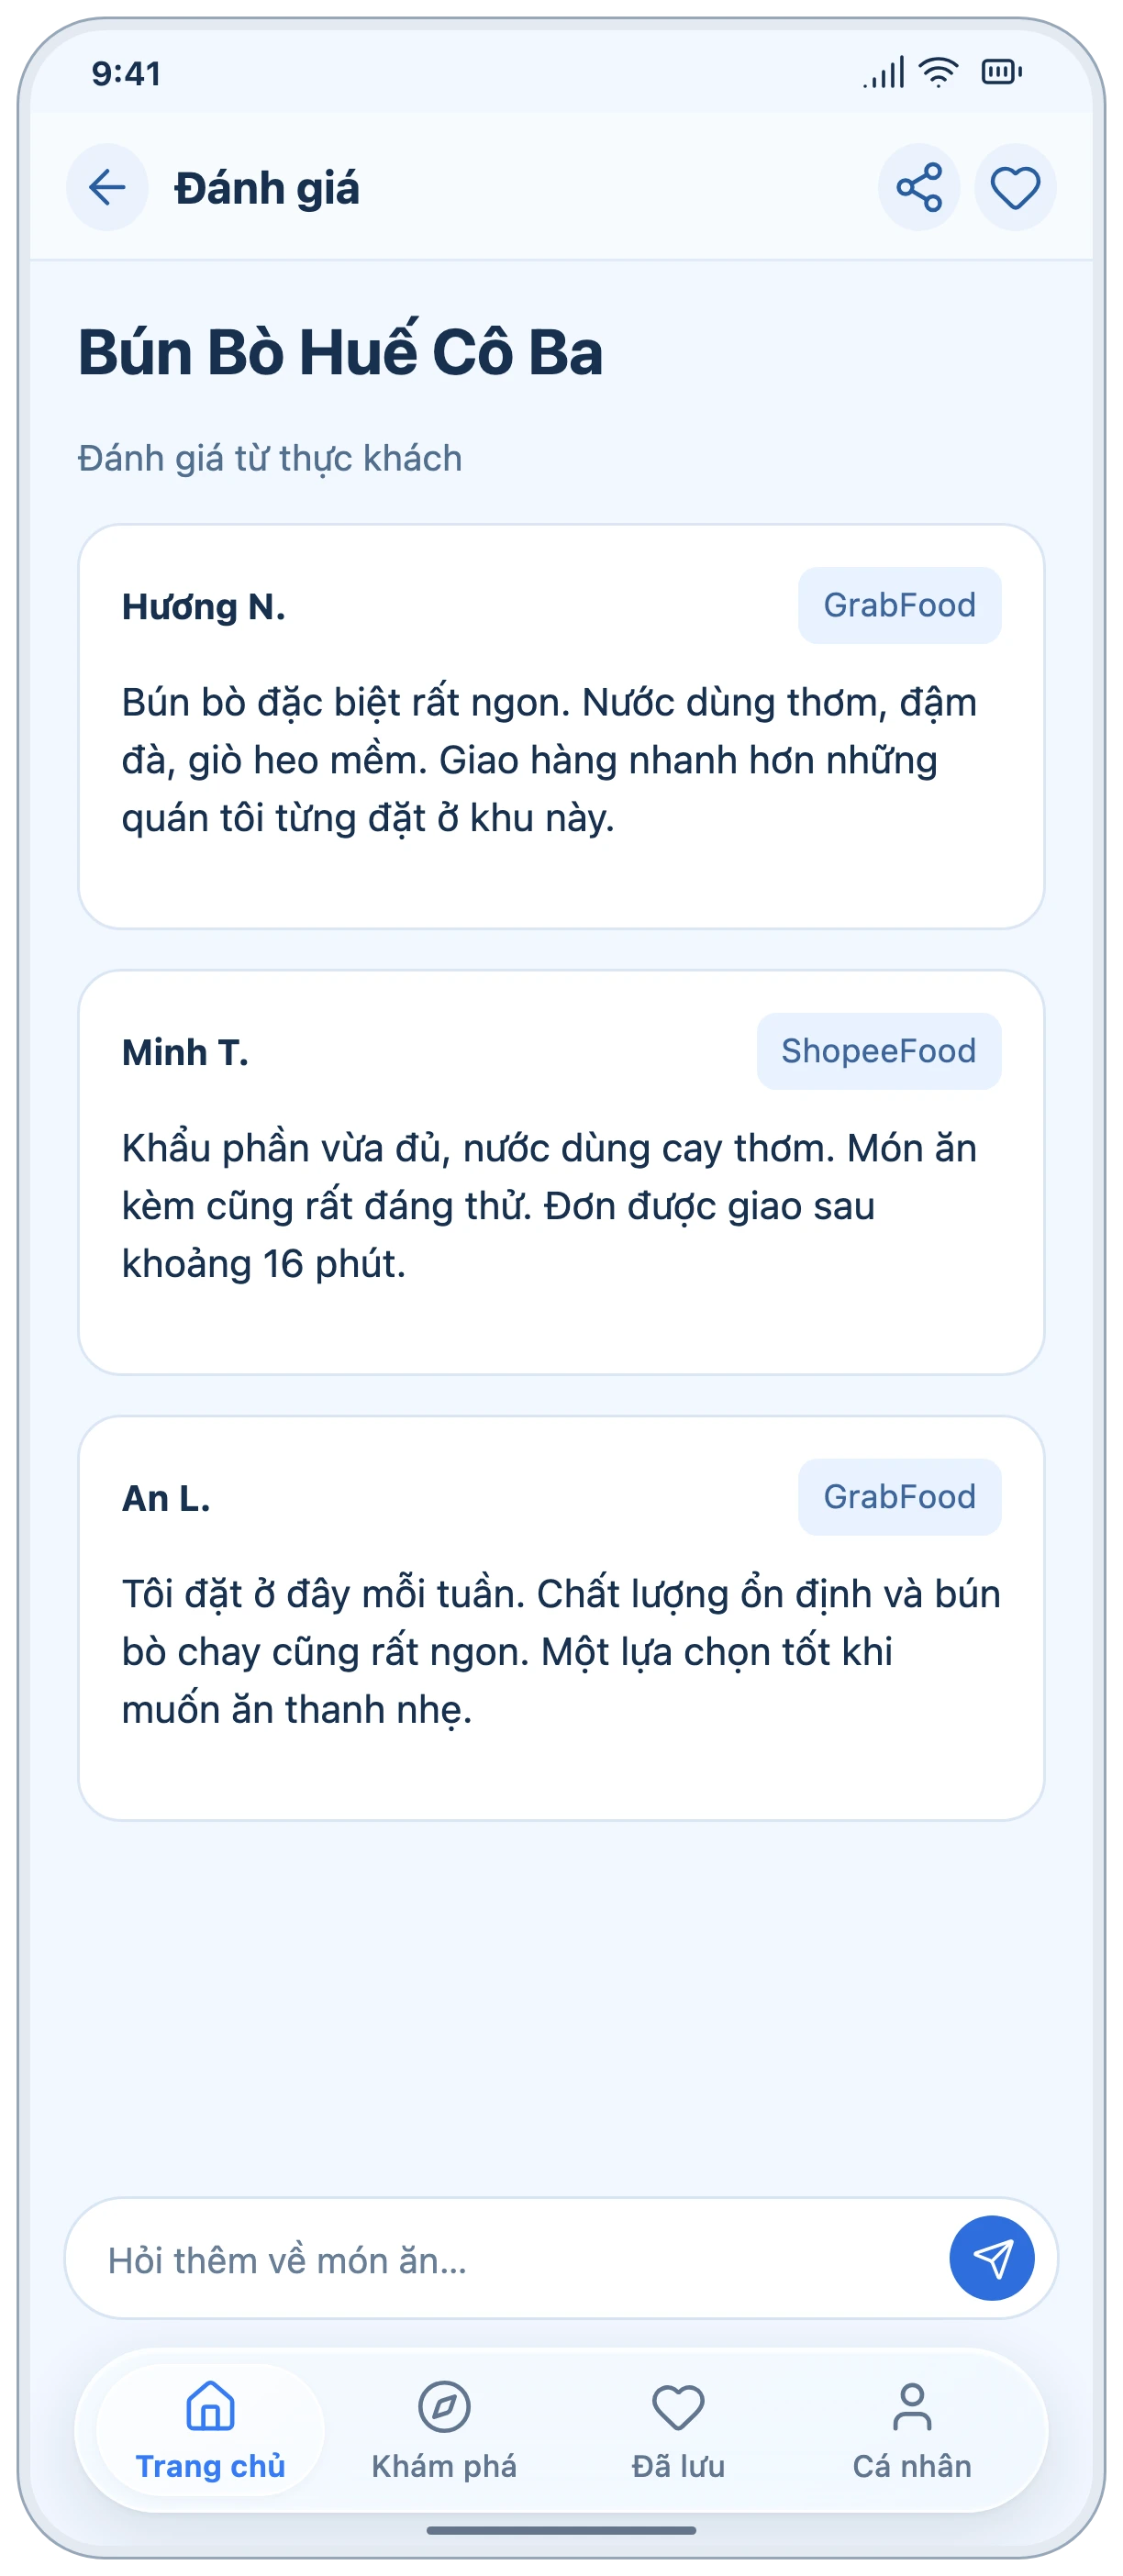 9:41
Đánh giá
Bún Bò Huế Cô Ba
Đánh giá từ thực khách
Hương N.
GrabFood
Bún bò đặc biệt rất ngon. Nước dùng thơm, đậm
đà, giò heo mềm. Giao hàng nhanh hơn những
quán tôi từng đặt ở khu này.
Minh T.
ShopeeFood
Khẩu phần vừa đủ, nước dùng cay thơm. Món ăn
kèm cũng rất đáng thử. Đơn được giao sau
khoảng 16 phút.
An L.
GrabFood
Tôi đặt ở đây mỗi tuần. Chất lượng ổn định và bún
bò chay cũng rất ngon. Một lựa chọn tốt khi
muốn ăn thanh nhẹ.
Hỏi thêm về món ăn...
Trang chủ
Khám phá
Đã lưu
Cá nhân